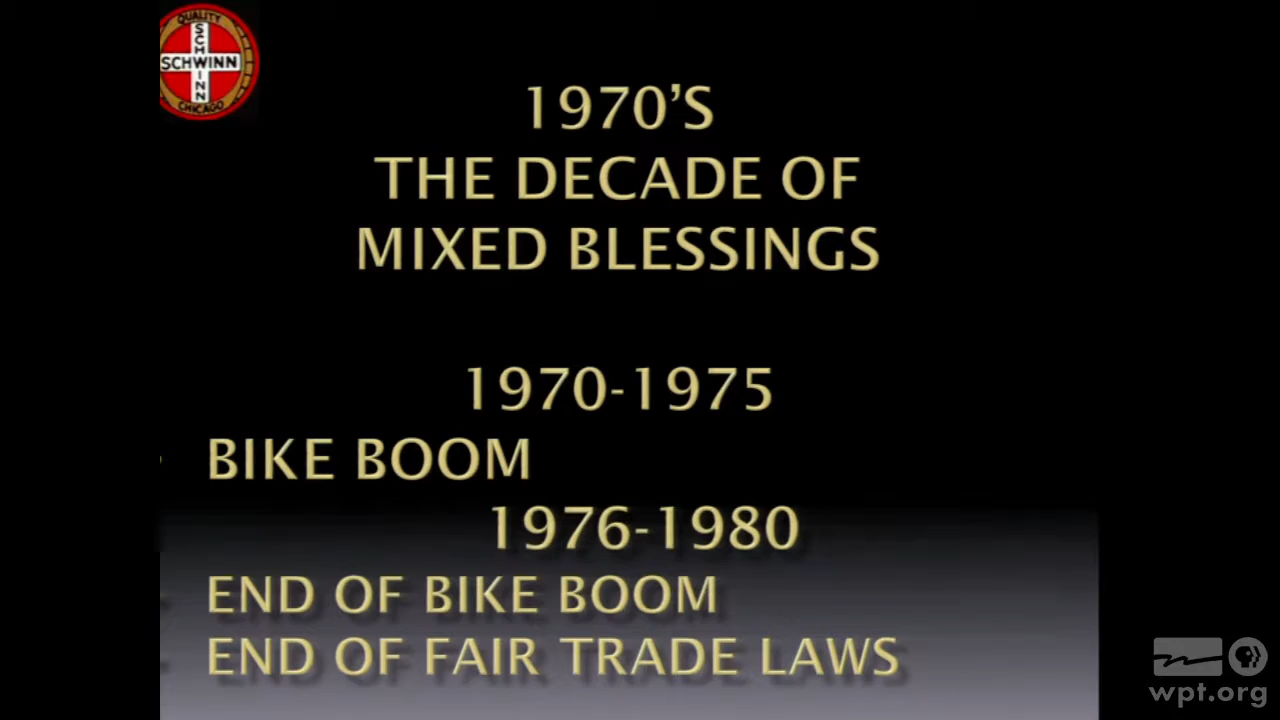 QUALITY
SCHWINN
SCHWINN
CHICAGO
1970'S
THE DECADE OF
MIXED BLESSINGS
1970-1975
BIKE BOOM
1976-1980
END OF BIKE BOOM
END OF FAIR TRADE LAWS
wpt.org